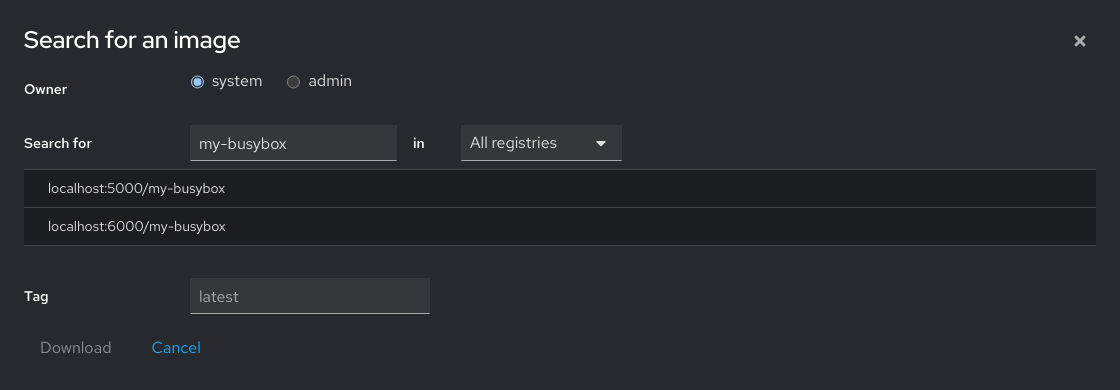 Search for an image
Owner system admin
Search for my-busybox in All registries
localhost:5000/my-busybox
localhost:6000/my-busybox
Tag latest
Download Cancel